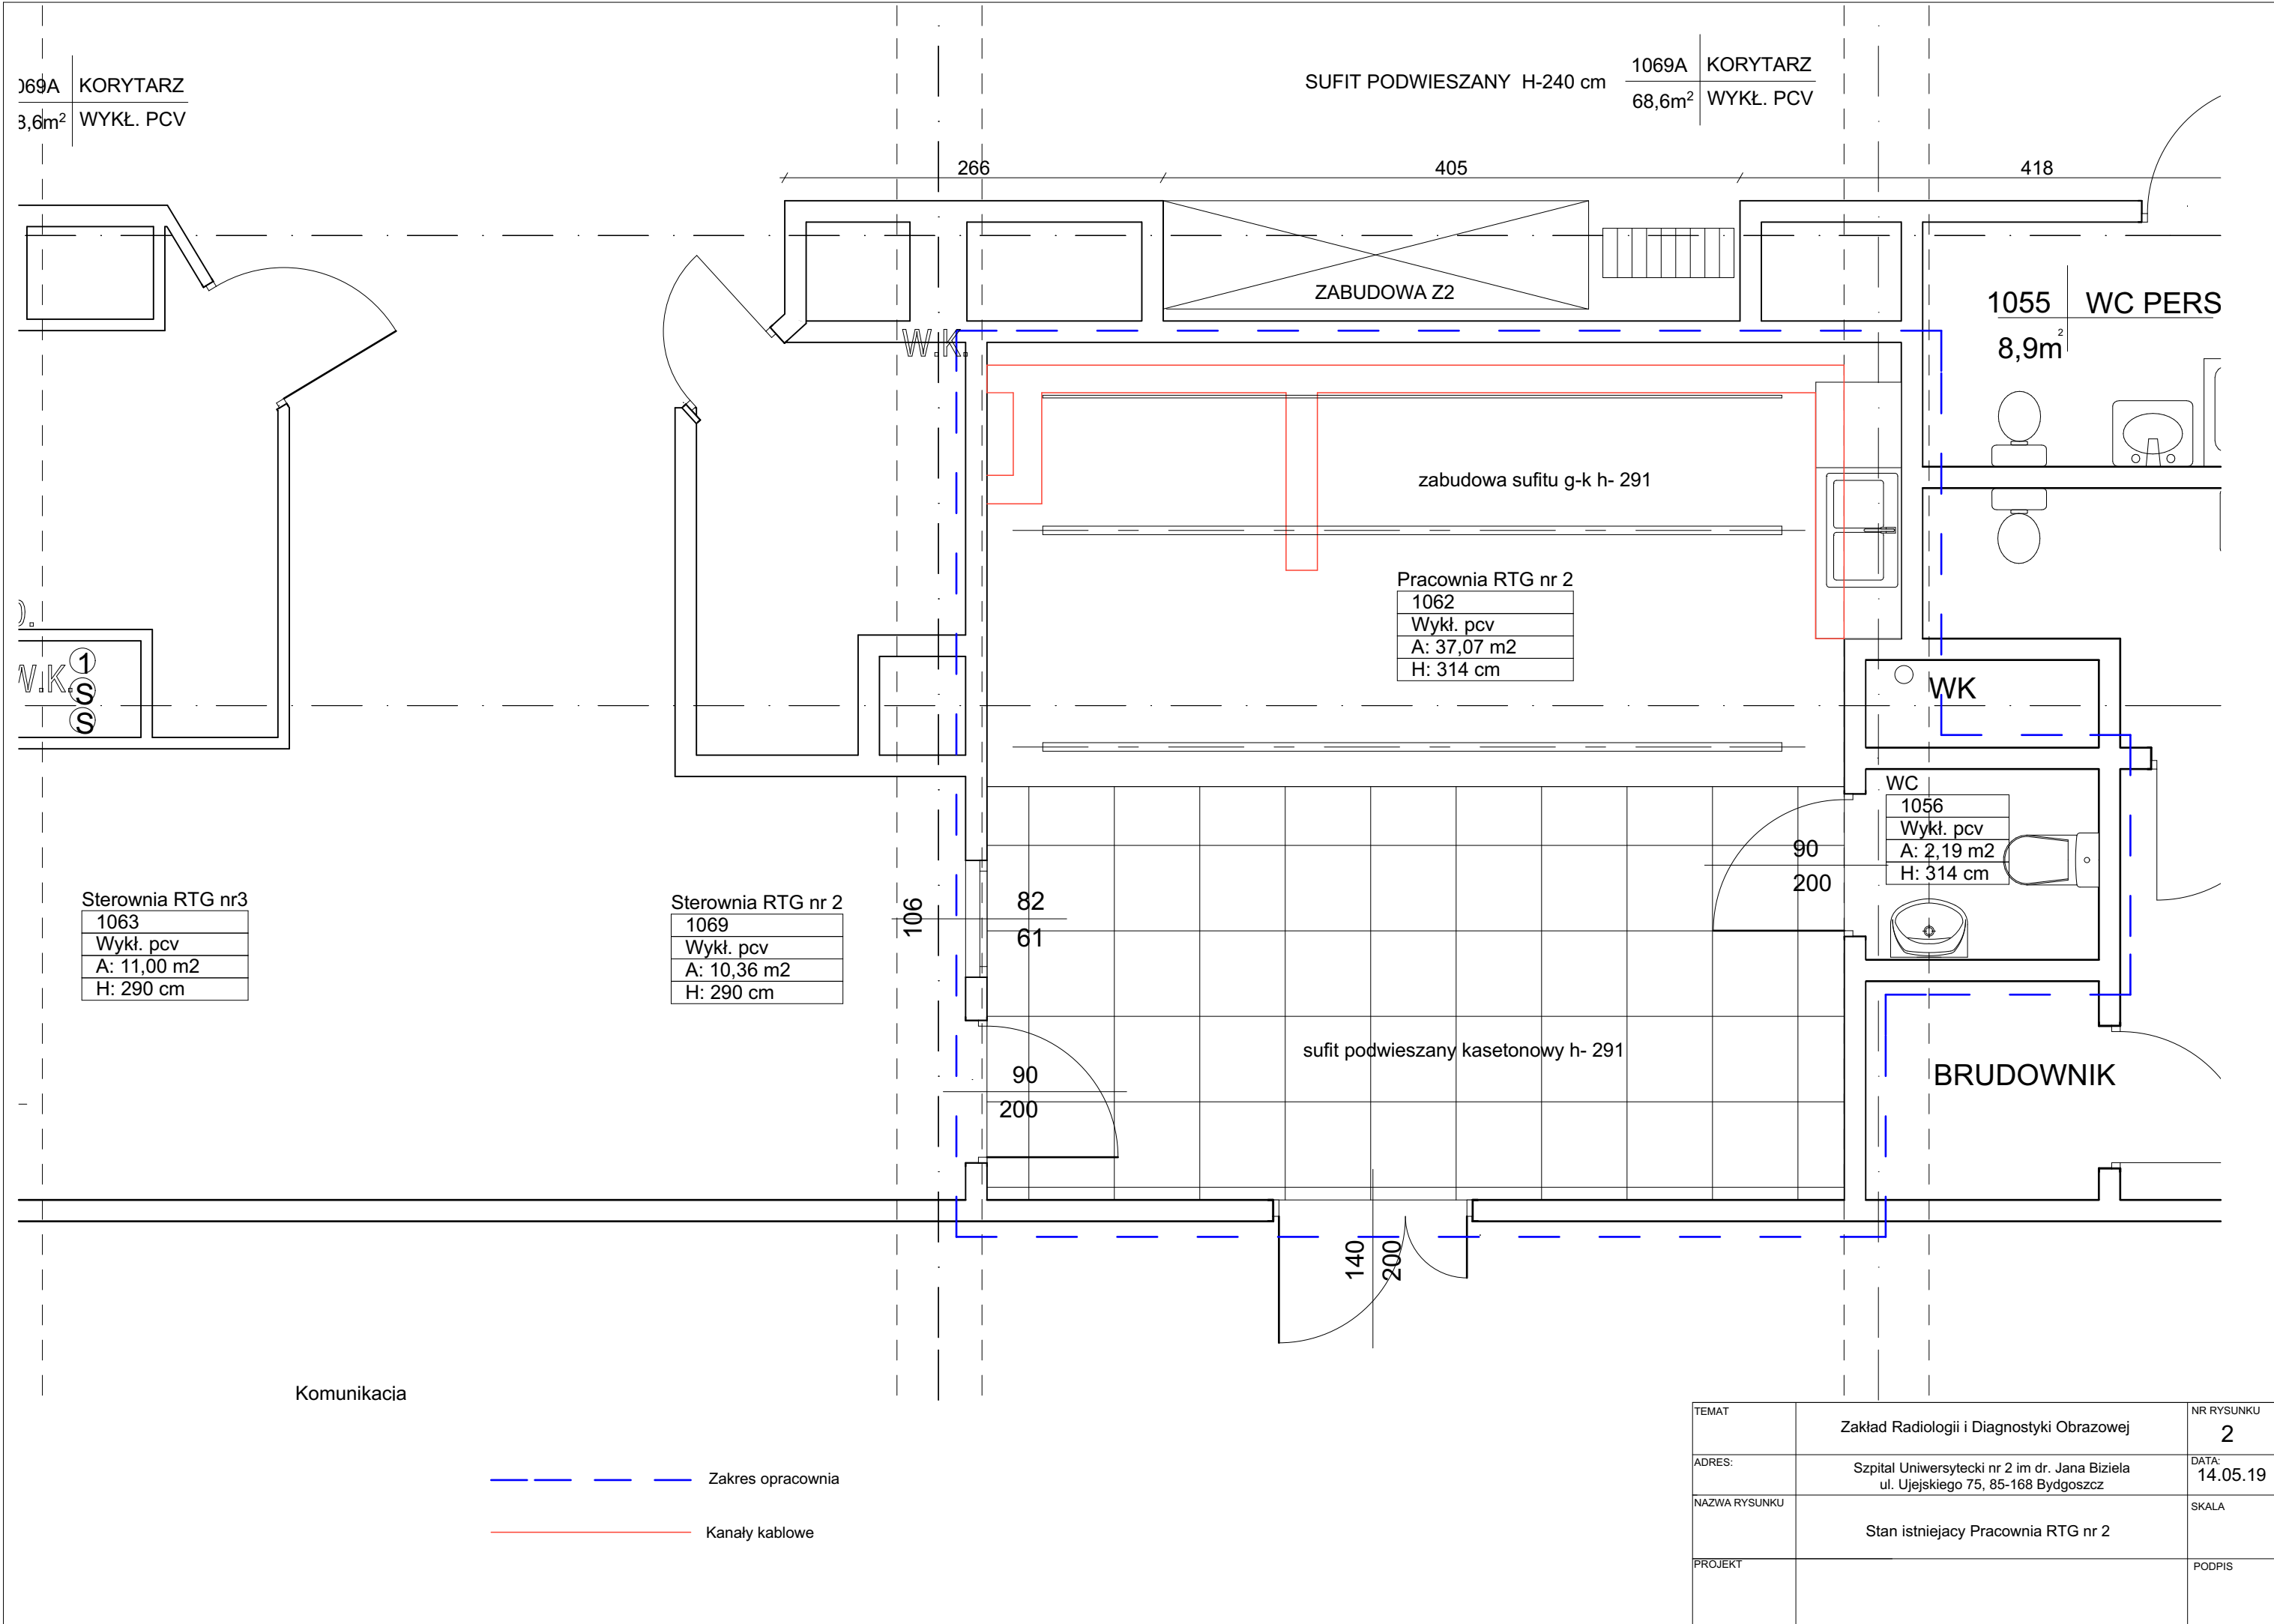 069A KORYTARZ
8,6m² WYKŁ. PCV
SUFIT PODWIESZANY H-240 cm
1069A KORYTARZ
68,6m² WYKŁ. PCV
266
405
418
ZABUDOWA Z2
1055 WC PERS
8,9m²
W.K.
zabudowa sufitu g-k h- 291
Pracownia RTG nr 2
1062
Wykł. pcv
A: 37,07 m2
H: 314 cm
W.K.
1
S
S
WK
WC
1056
Wykł. pcv
A: 2,19 m2
H: 314 cm
90
200
Sterownia RTG nr3
1063
Wykł. pcv
A: 11,00 m2
H: 290 cm
Sterownia RTG nr 2
1069
Wykł. pcv
A: 10,36 m2
H: 290 cm
106
82
61
sufit podwieszany kasetonowy h- 291
90
200
BRUDOWNIK
140
200
Komunikacja
Zakres opracownia
Kanały kablowe
TEMAT
Zakład Radiologii i Diagnostyki Obrazowej
NR RYSUNKU
2
ADRES:
Szpital Uniwersytecki nr 2 im dr. Jana Biziela
ul. Ujejskiego 75, 85-168 Bydgoszcz
DATA:
14.05.19
NAZWA RYSUNKU
Stan istniejacy Pracownia RTG nr 2
SKALA
PROJEKT
PODPIS